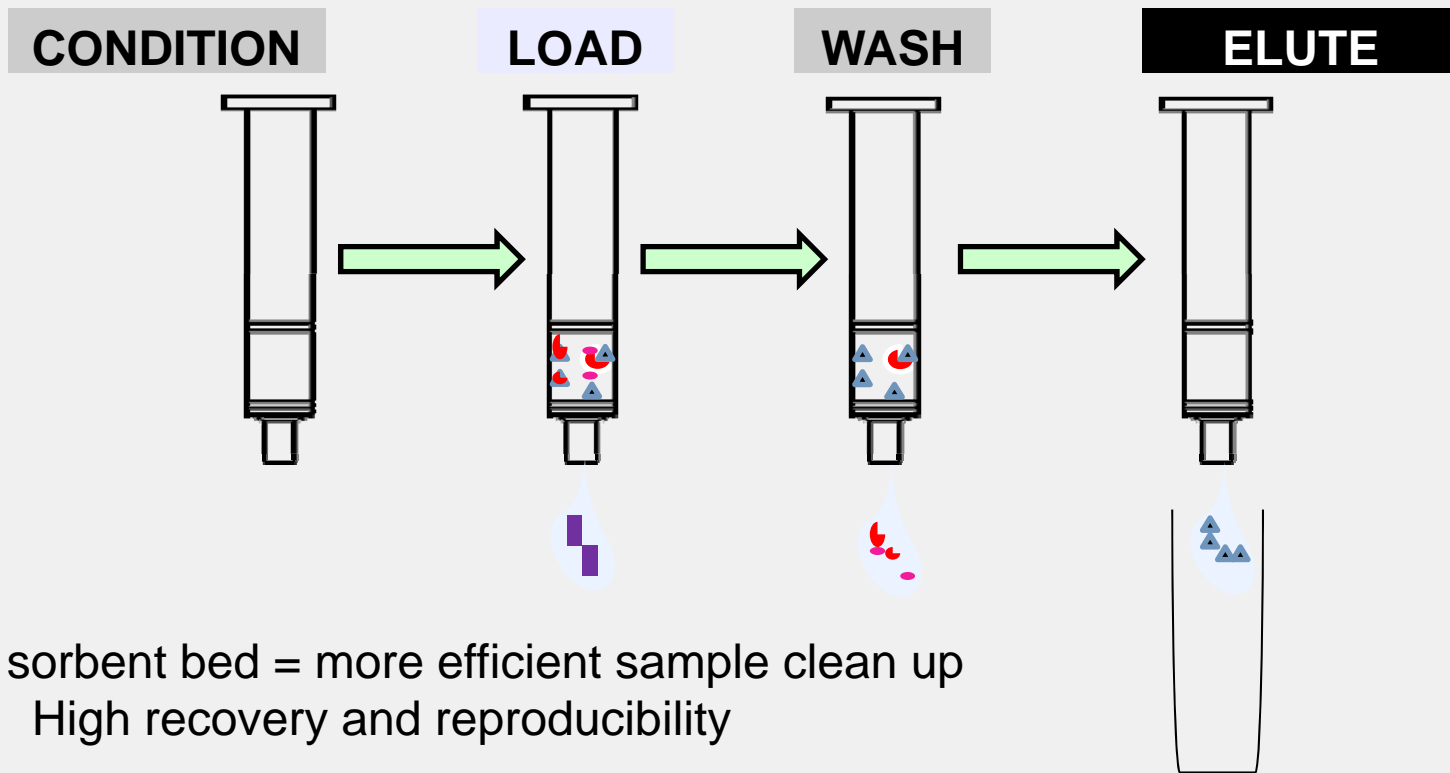 CONDITION
LOAD
WASH
ELUTE
sorbent bed = more efficient sample clean up
High recovery and reproducibility